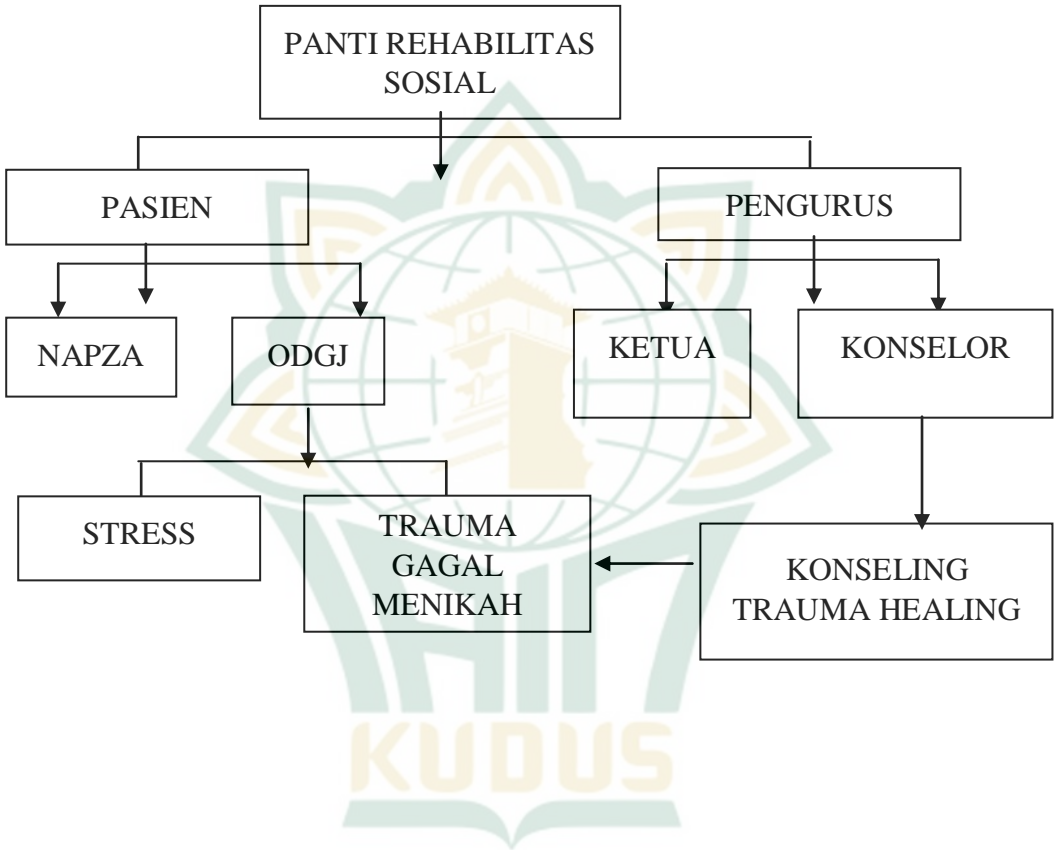 PANTI REHABILITAS
SOSIAL
PASIEN
PENGURUS
NAPZA
ODGJ
KETUA
KONSELOR
STRESS
TRAUMA
GAGAL
MENIKAH
KONSELING
TRAUMA HEALING
KUDUS